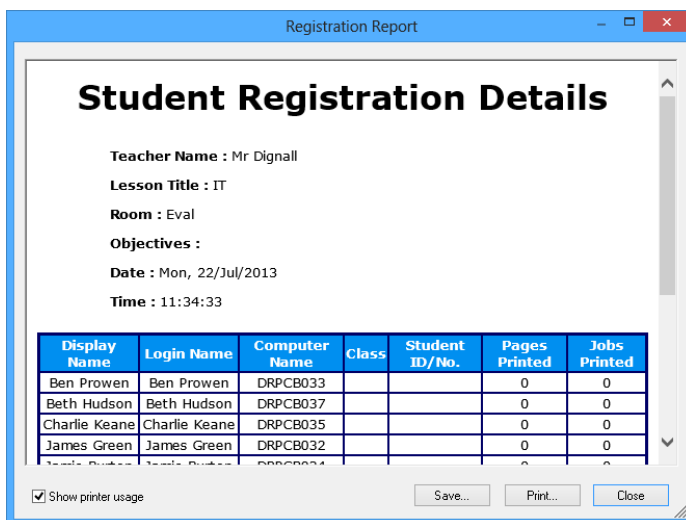 Registration Report
Student Registration Details
Teacher Name : Mr Dignall
Lesson Title : IT
Room : Eval
Objectives :
Date : Mon, 22/Jul/2013
Time : 11:34:33
Display Name Login Name Computer Name Class Student ID/No. Pages Printed Jobs Printed
Ben Prowen Ben Prowen DRPCB033 0 0
Beth Hudson Beth Hudson DRPCB037 0 0
Charlie Keane Charlie Keane DRPCB035 0 0
James Green James Green DRPCB032 0 0
Show printer usage Save... Print... Close